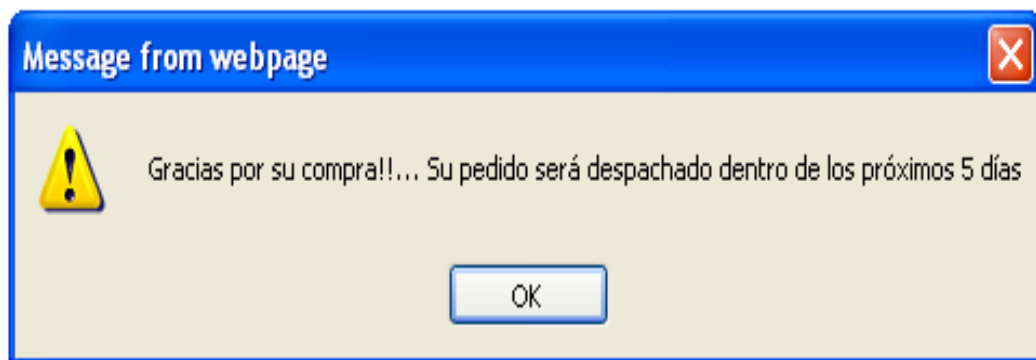 Message from webpage
Gracias por su compra!!... Su pedido será despachado dentro de los próximos 5 días
OK